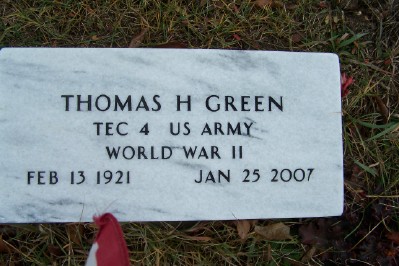 THOMAS H GREEN
TEC 4 US ARMY
WORLD WAR II
FEB 13 1921 JAN 25 2007